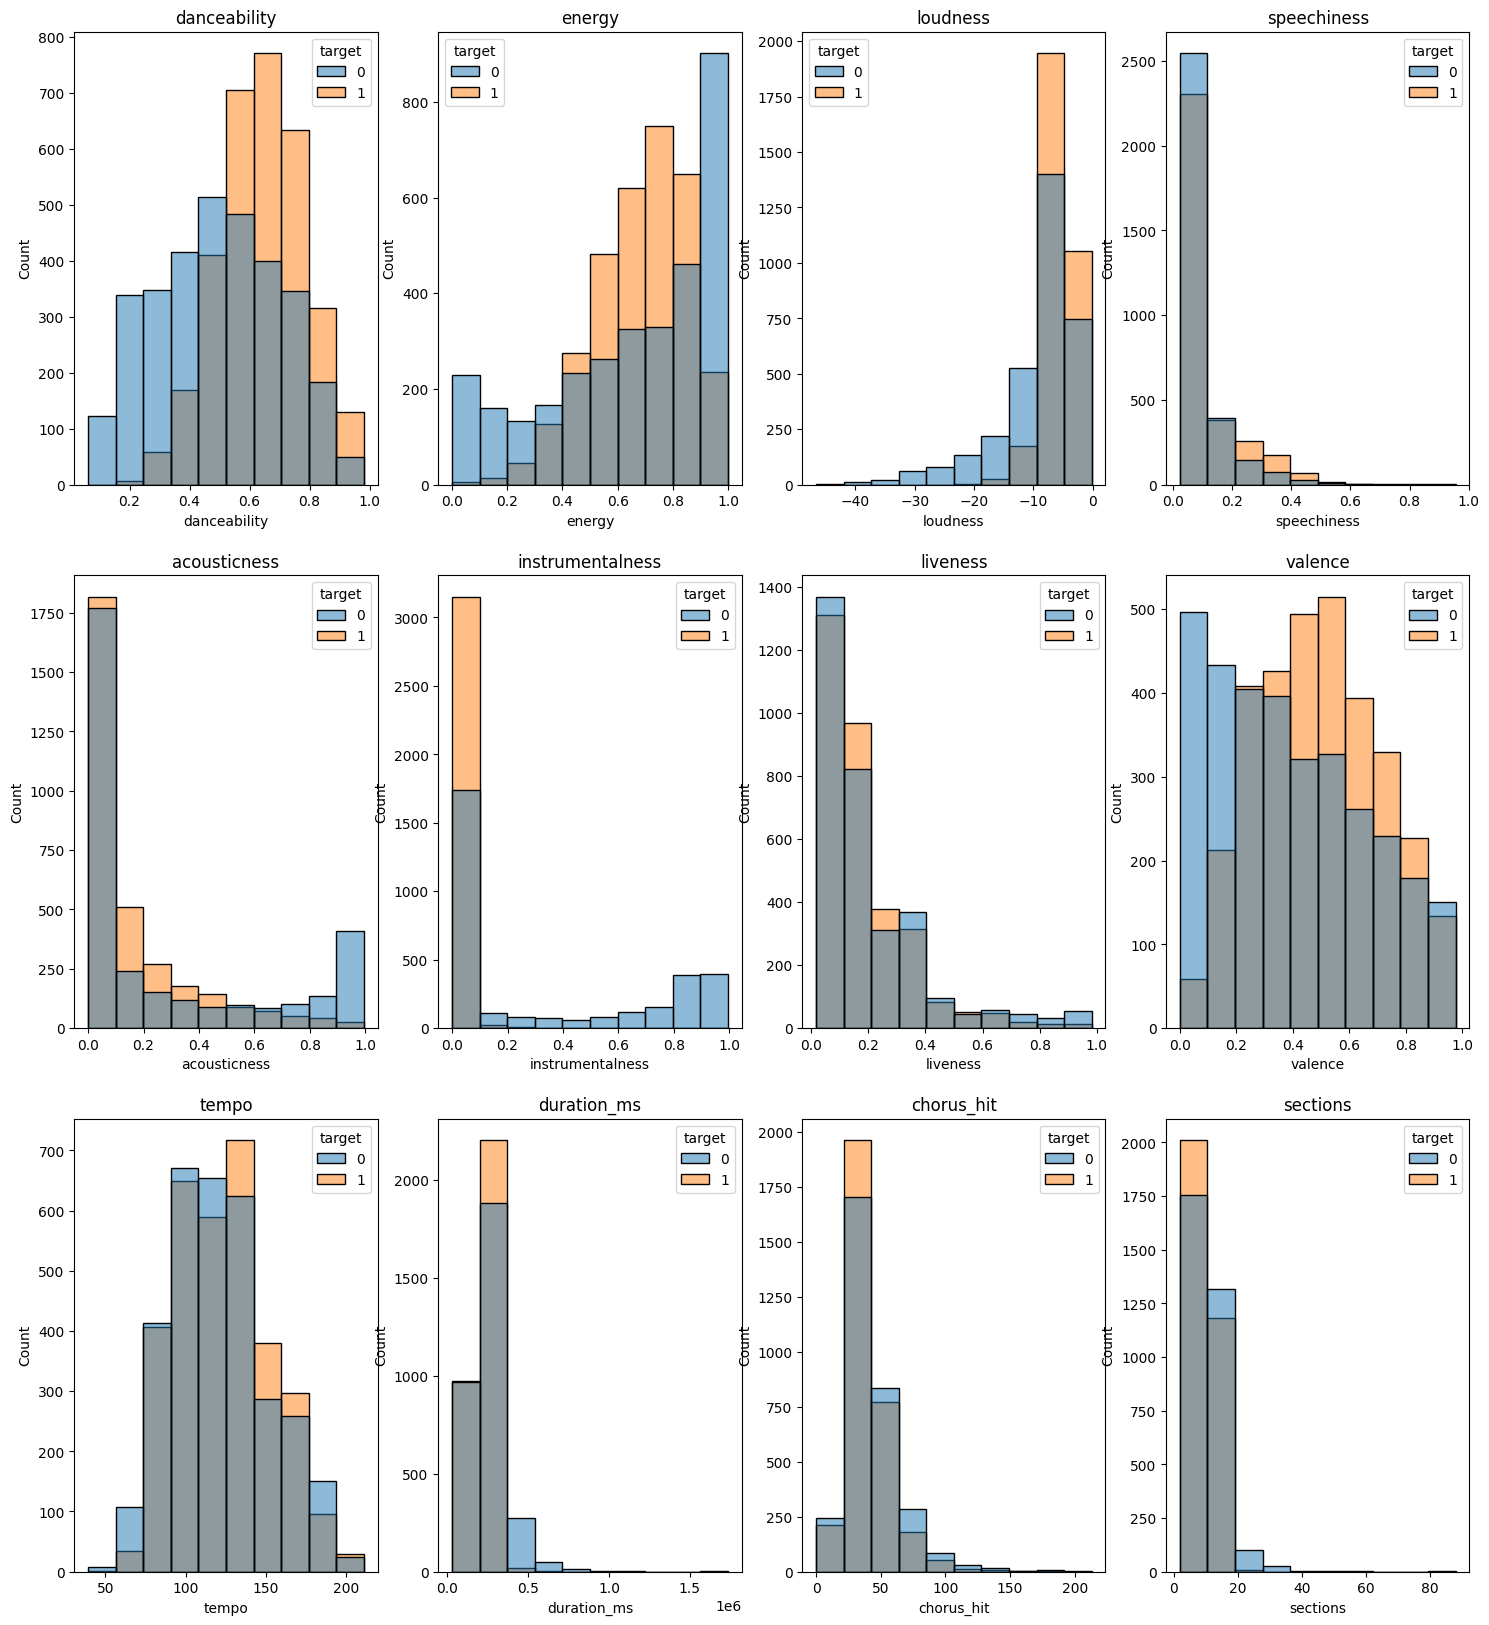 danceability
target
0
1
800
700
600
500
400
300
200
100
0
Count
0.2 0.4 0.6 0.8 1.0
danceability
energy
target
0
1
800
600
400
200
0
Count
0.0 0.2 0.4 0.6 0.8 1.0
energy
loudness
target
0
1
2000
1750
1500
1250
1000
750
500
250
0
Count
−40 −30 −20 −10 0
loudness
speechiness
target
0
1
2500
2000
1500
1000
500
0
Count
0.0 0.2 0.4 0.6 0.8 1.0
speechiness
acousticness
target
0
1
1750
1500
1250
1000
750
500
250
0
Count
0.0 0.2 0.4 0.6 0.8 1.0
acousticness
instrumentalness
target
0
1
3000
2500
2000
1500
1000
500
0
Count
0.0 0.2 0.4 0.6 0.8 1.0
instrumentalness
liveness
target
0
1
1400
1200
1000
800
600
400
200
0
Count
0.0 0.2 0.4 0.6 0.8 1.0
liveness
valence
target
0
1
500
400
300
200
100
0
Count
0.0 0.2 0.4 0.6 0.8 1.0
valence
tempo
target
0
1
700
600
500
400
300
200
100
0
Count
50 100 150 200
tempo
duration_ms
target
0
1
2000
1500
1000
500
0
Count
0.0 0.5 1.0 1.5
1e6
duration_ms
chorus_hit
target
0
1
2000
1750
1500
1250
1000
750
500
250
0
Count
0 50 100 150 200
chorus_hit
sections
target
0
1
2000
1750
1500
1250
1000
750
500
250
0
Count
0 20 40 60 80
sections